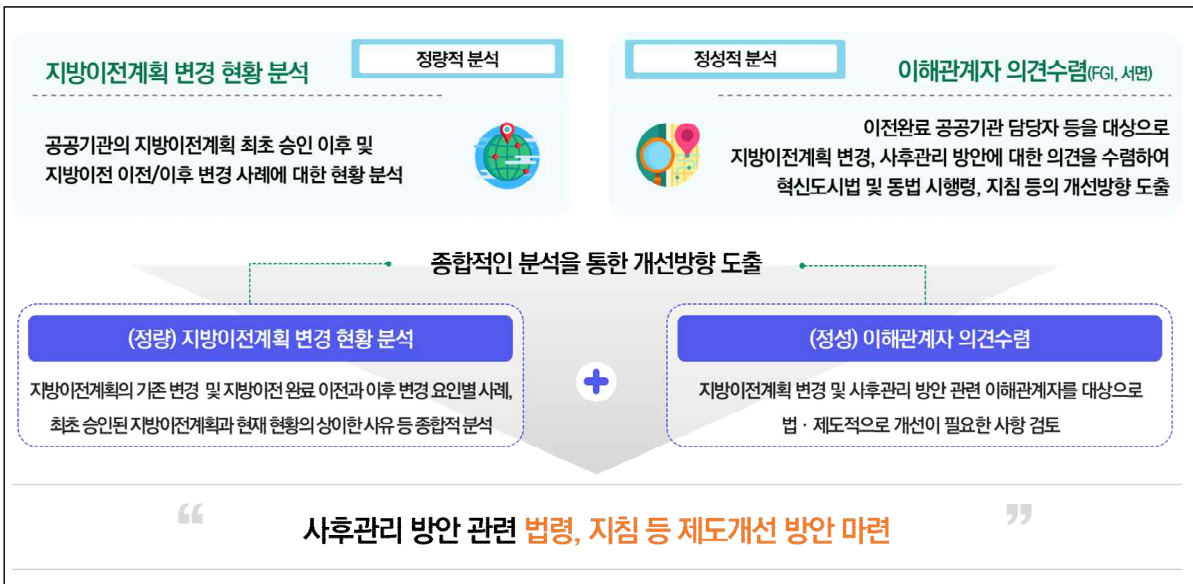 정량적 분석
지방이전계획 변경 현황 분석
공공기관의 지방이전계획 최초 승인 이후 및
지방이전 이전/이후 변경 사례에 대한 현황 분석
정성적 분석
이해관계자 의견수렴(FGI, 서면)
이전완료 공공기관 담당자 등을 대상으로
지방이전계획 변경, 사후관리 방안에 대한 의견을 수렴하여
혁신도시법 및 동법 시행령, 지침 등의 개선방향 도출
종합적인 분석을 통한 개선방향 도출
(정량) 지방이전계획 변경 현황 분석
지방이전계획의 기존 변경 및 지방이전 완료 이전과 이후 변경 요인별 사례,
최초 승인된 지방이전계획과 현재 현황의 상이한 사유 등 종합적 분석
+
(정성) 이해관계자 의견수렴
지방이전계획 변경 및 사후관리 방안 관련 이해관계자를 대상으로
법 · 제도적으로 개선이 필요한 사항 검토
“ 사후관리 방안 관련 법령, 지침 등 제도개선 방안 마련 ”